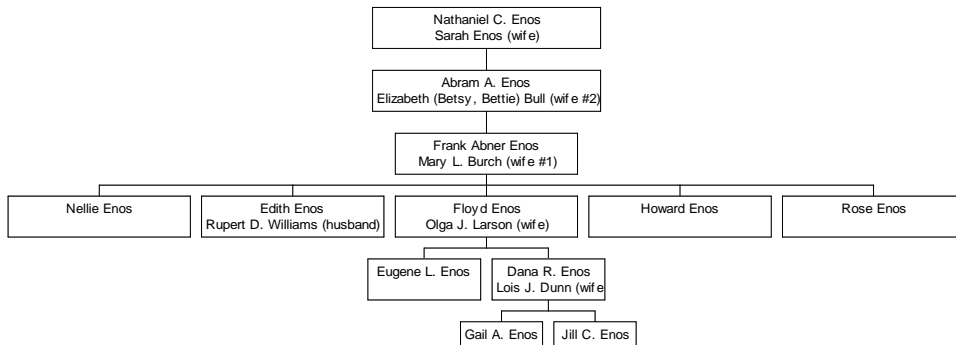 Nathaniel C. Enos
Sarah Enos (wife)
Abram A. Enos
Elizabeth (Betsy, Bettie) Bull (wife #2)
Frank Abner Enos
Mary L. Burch (wife #1)
Nellie Enos
Edith Enos
Rupert D. Williams (husband)
Floyd Enos
Olga J. Larson (wife)
Howard Enos
Rose Enos
Eugene L. Enos
Dana R. Enos
Lois J. Dunn (wife
Gail A. Enos
Jill C. Enos